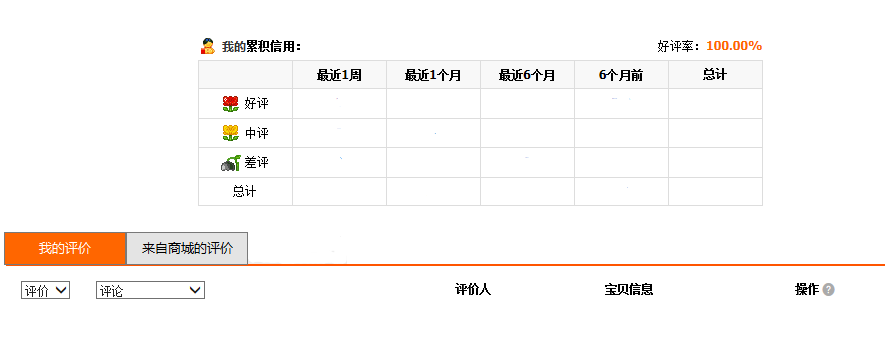 我的累积信用： 好评率：100.00%
最近1周 最近1个月 最近6个月 6个月前 总计
好评
中评
差评
总计
我的评价 来自商城的评价
评价 评论 评价人 宝贝信息 操作 ?